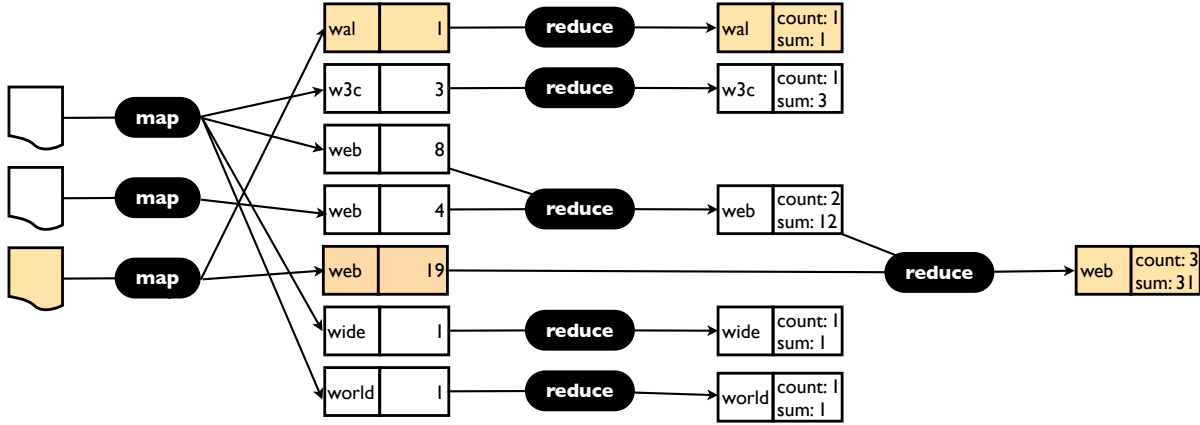 wal 1 reduce wal count: 1
sum: 1
w3c 3 reduce w3c count: 1
sum: 3
map
web 8
map
web 4 reduce web count: 2
sum: 12
map
web 19 reduce web count: 3
sum: 31
wide 1 reduce wide count: 1
sum: 1
world 1 reduce world count: 1
sum: 1